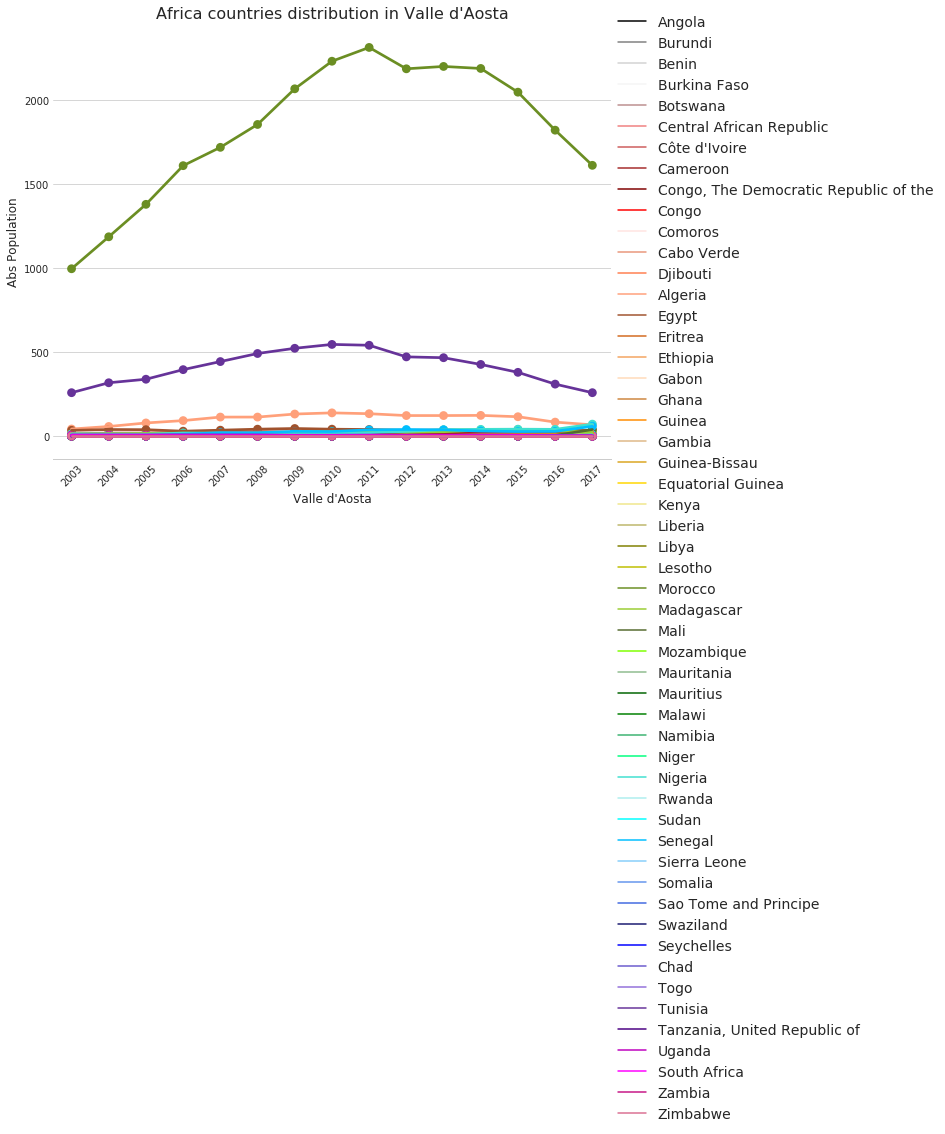 Africa countries distribution in Valle d'Aosta
Abs Population
2000
1500
1000
500
0
2003
2004
2005
2006
2007
2008
2009
2010
2011
2012
2013
2014
2015
2016
2017
Valle d'Aosta
Angola
Burundi
Benin
Burkina Faso
Botswana
Central African Republic
Côte d'Ivoire
Cameroon
Congo, The Democratic Republic of the
Congo
Comoros
Cabo Verde
Djibouti
Algeria
Egypt
Eritrea
Ethiopia
Gabon
Ghana
Guinea
Gambia
Guinea-Bissau
Equatorial Guinea
Kenya
Liberia
Libya
Lesotho
Morocco
Madagascar
Mali
Mozambique
Mauritania
Mauritius
Malawi
Namibia
Niger
Nigeria
Rwanda
Sudan
Senegal
Sierra Leone
Somalia
Sao Tome and Principe
Swaziland
Seychelles
Chad
Togo
Tunisia
Tanzania, United Republic of
Uganda
South Africa
Zambia
Zimbabwe